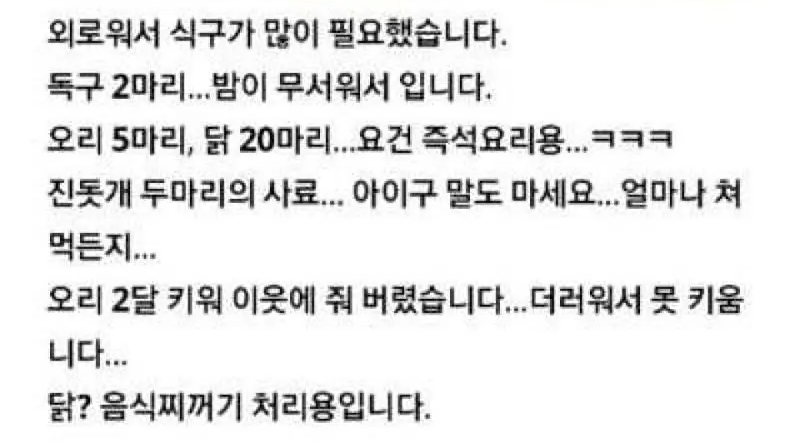 외로워서 식구가 많이 필요했습니다.
독구 2마리...밤이 무서워서 입니다.
오리 5마리, 닭 20마리...요건 즉석요리용...ㅋㅋㅋ
진돗개 두마리의 사료... 아이구 말도 마세요...얼마나 쳐
먹든지...
오리 2달 키워 이웃에 줘 버렸습니다...더러워서 못 키웁
니다...
닭? 음식찌꺼기 처리용입니다.